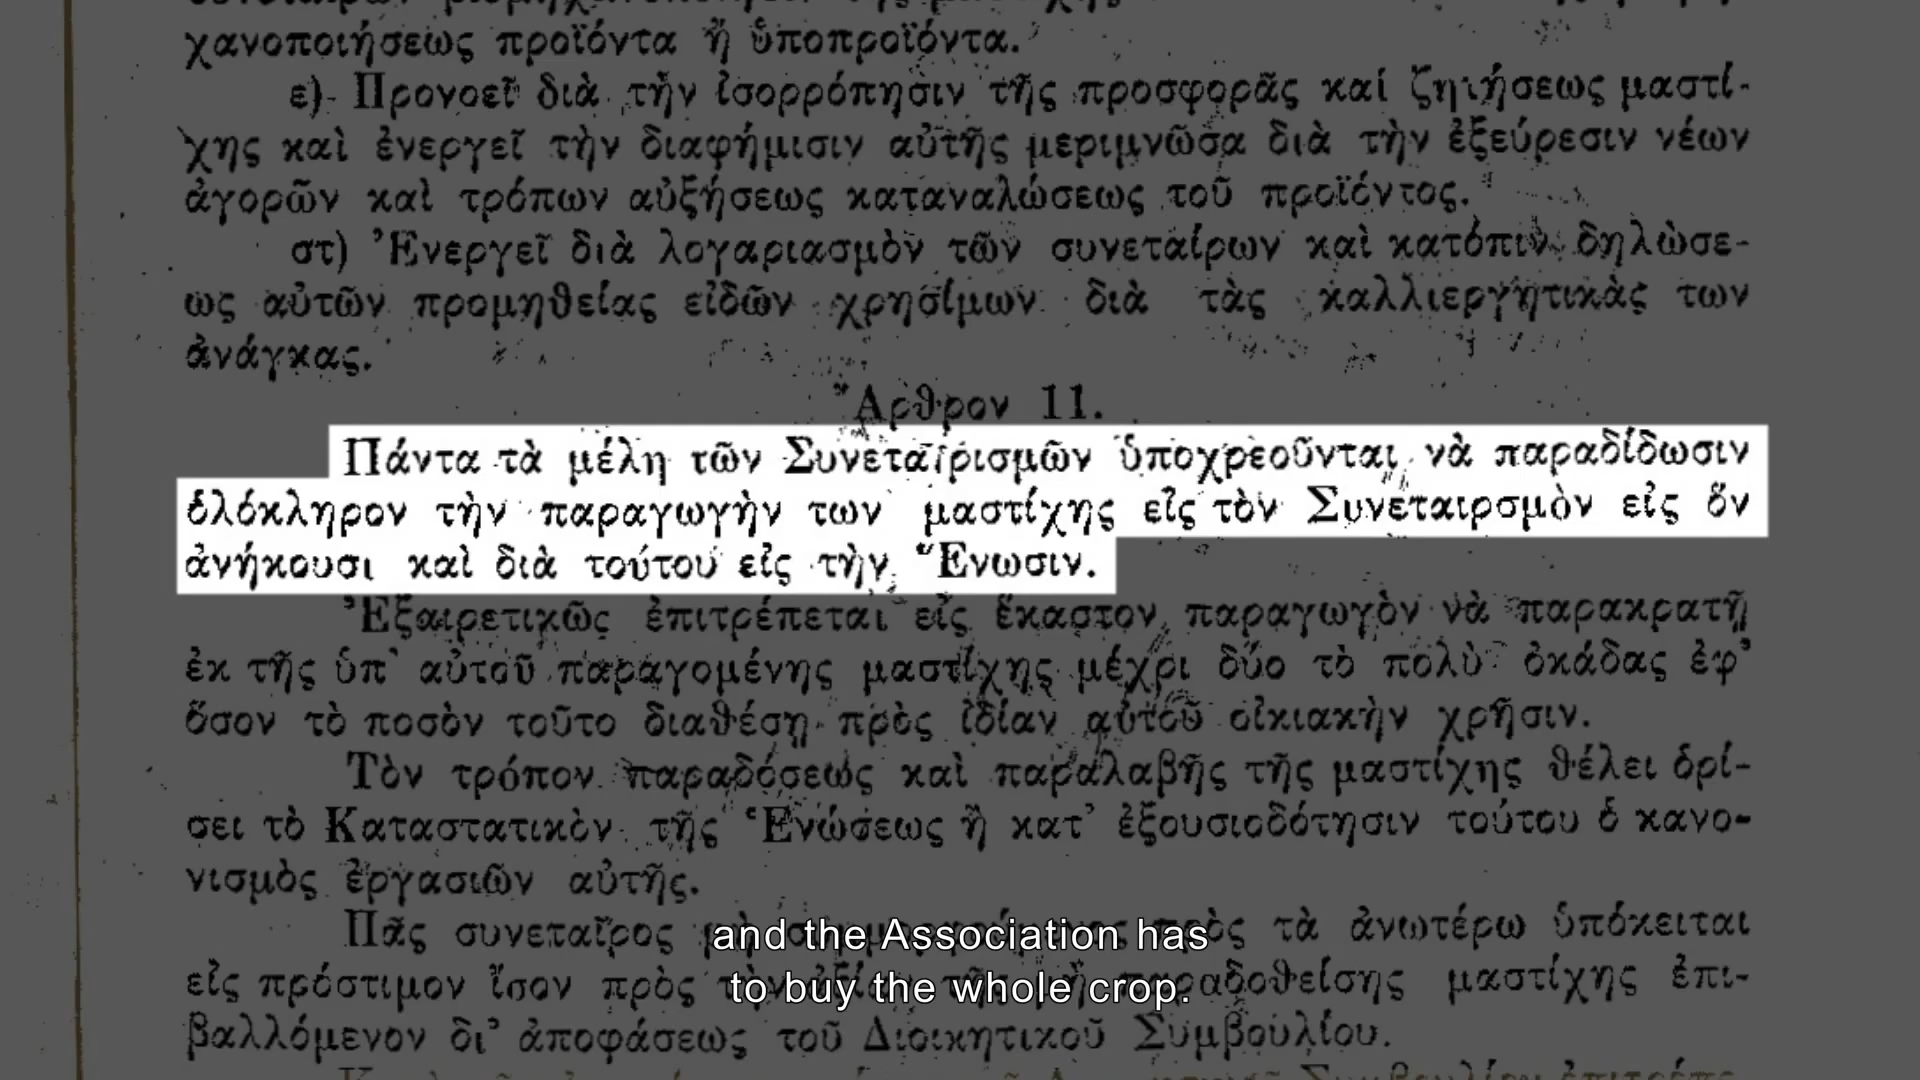 χανοποιήσεως προϊόντα ἢ ὑποπροϊόντα.
ε) Προνοεῖ διὰ τὴν ἰσορρόπησιν τῆς προσφορᾶς καί ζητήσεως μαστί-
χης καὶ ἐνεργεῖ τὴν διαφήμισιν αὐτῆς μεριμνῶσα διὰ τὴν ἐξεύρεσιν νέων
ἀγορῶν καὶ τρόπων αὐξήσεως καταναλώσεως τοῦ προϊόντος.
στ) Ἐνεργεῖ διὰ λογαριασμὸν τῶν συνεταίρων καὶ κατόπιν δηλώσε-
ως αὐτῶν προμηθείας εἰδῶν χρησίμων διὰ τὰς καλλιεργητικὰς των
ἀνάγκας.
Ἄρθρον 11.
Πάντα τὰ μέλη τῶν Συνεταιρισμῶν ὑποχρεοῦνται νὰ παραδίδωσιν
ὁλόκληρον τὴν παραγωγὴν των μαστίχης εἰς τὸν Συνεταιρσμὸν εἰς ὅν
ἀνήκουσι καὶ διὰ τούτου εἰς τὴν Ἕνωσιν.
Ἐξαιρετικῶς ἐπιτρέπεται εἰς ἕκαστον παραγωγὸν νὰ παρακρατῇ
ἐκ τῆς ὑπ' αὐτοῦ παραγομένης μαστίχης μέχρι δύο τὸ πολὺ ὀκάδας ἐφ'
ὅσον τὸ ποσὸν τοῦτο διαθέσῃ πρὸς ἰδίαν αὐτοῦ οἰκιακὴν χρῆσιν.
Τὸν τρόπον παραδόσεως καὶ παραλαβῆς τῆς μαστίχης θέλει ὁρί-
σει τὸ Καταστατικὸν τῆς Ἑνώσεως ἢ κατ' ἐξουσιοδότησιν τούτου ὁ κανο-
νισμὸς ἐργασιῶν αὐτῆς.
Πᾶς συνεταῖρος τὰ ἀνωτέρω ὑπόκειται
εἰς πρόστιμον ἴσον πρὸς παραδοθείσης μαστίχης ἐπι-
βαλλόμενον δι' ἀποφάσεως τοῦ Διοικητικοῦ Συμβουλίου.
and the Association has
to buy the whole crop.